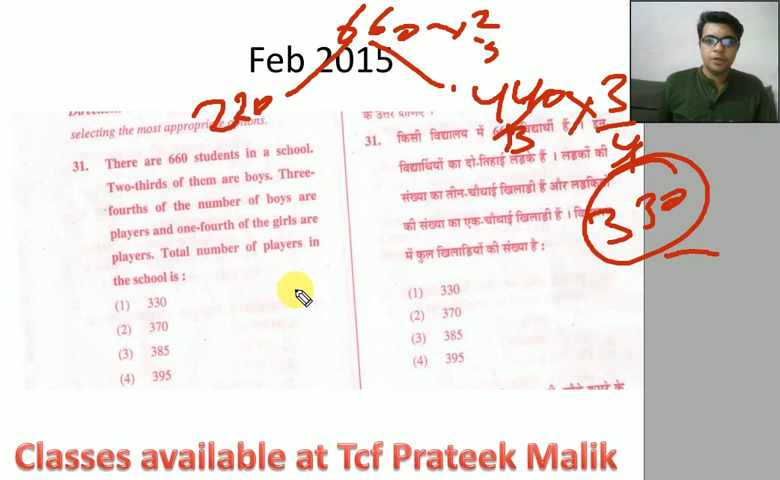 660 × 2
3
Feb 2015
220
440 × 3
4
330
selecting the most appropriate options.
के उत्तर दीजिए ।
31. There are 660 students in a school.
Two-thirds of them are boys. Three-
fourths of the number of boys are
players and one-fourth of the girls are
players. Total number of players in
the school is :
(1) 330
(2) 370
(3) 385
(4) 395
31. किसी विद्यालय में विद्यार्थी हैं । इन
विद्यार्थियों का दो-तिहाई लड़के हैं । लड़कों की
संख्या का तीन-चौथाई खिलाड़ी हैं और लड़कियों
की संख्या का एक-चौथाई खिलाड़ी हैं ।
में कुल खिलाड़ियों की संख्या है :
(1) 330
(2) 370
(3) 385
(4) 395
Classes available at Tcf Prateek Malik